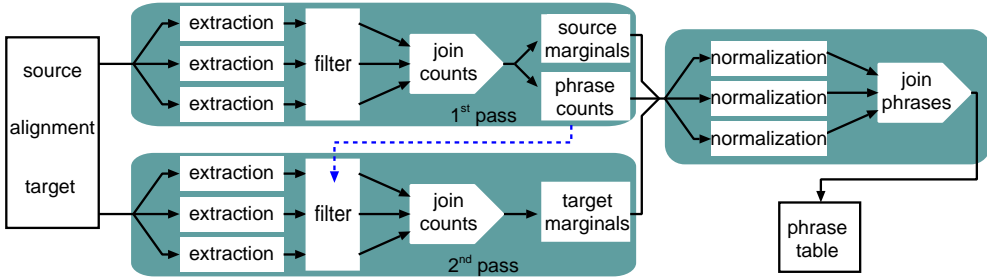 source
alignment
target
extraction
extraction
extraction
filter
join
counts
source
marginals
phrase
counts
1st pass
extraction
extraction
extraction
filter
join
counts
target
marginals
2nd pass
normalization
normalization
normalization
join
phrases
phrase
table